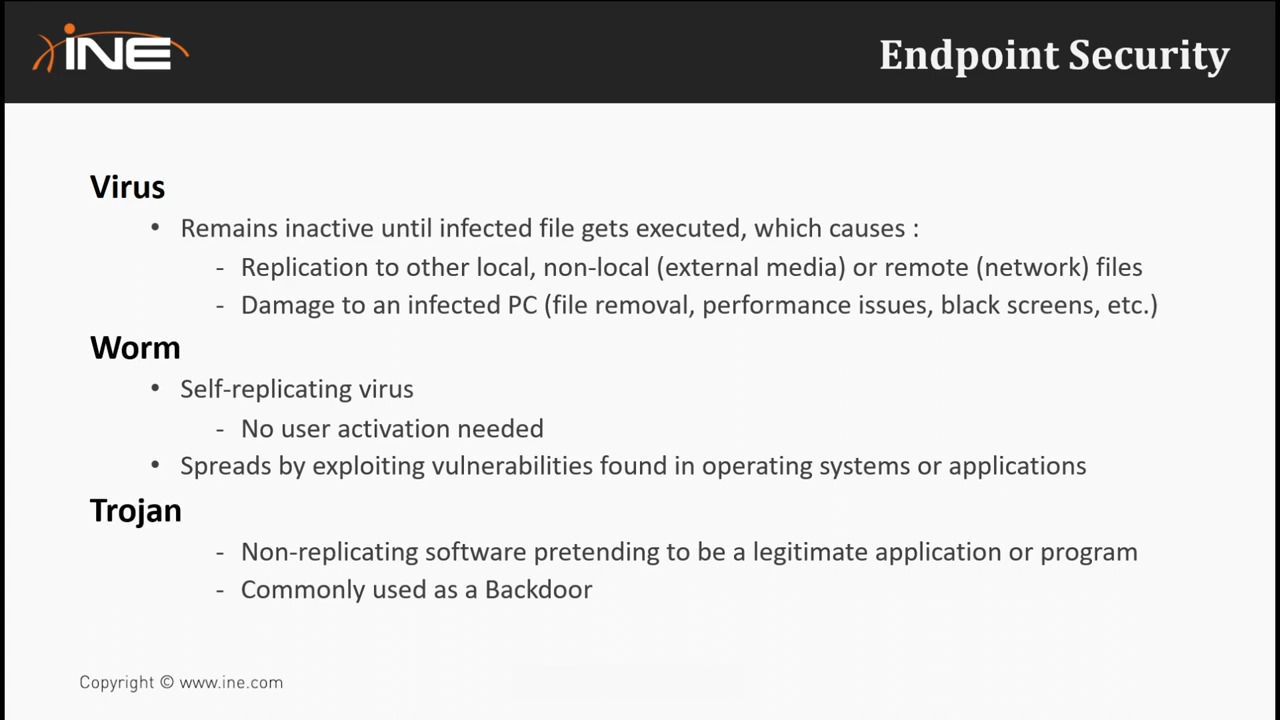 iNE
Endpoint Security
Virus
• Remains inactive until infected file gets executed, which causes :
- Replication to other local, non-local (external media) or remote (network) files
- Damage to an infected PC (file removal, performance issues, black screens, etc.)
Worm
• Self-replicating virus
- No user activation needed
• Spreads by exploiting vulnerabilities found in operating systems or applications
Trojan
- Non-replicating software pretending to be a legitimate application or program
- Commonly used as a Backdoor
Copyright © www.ine.com